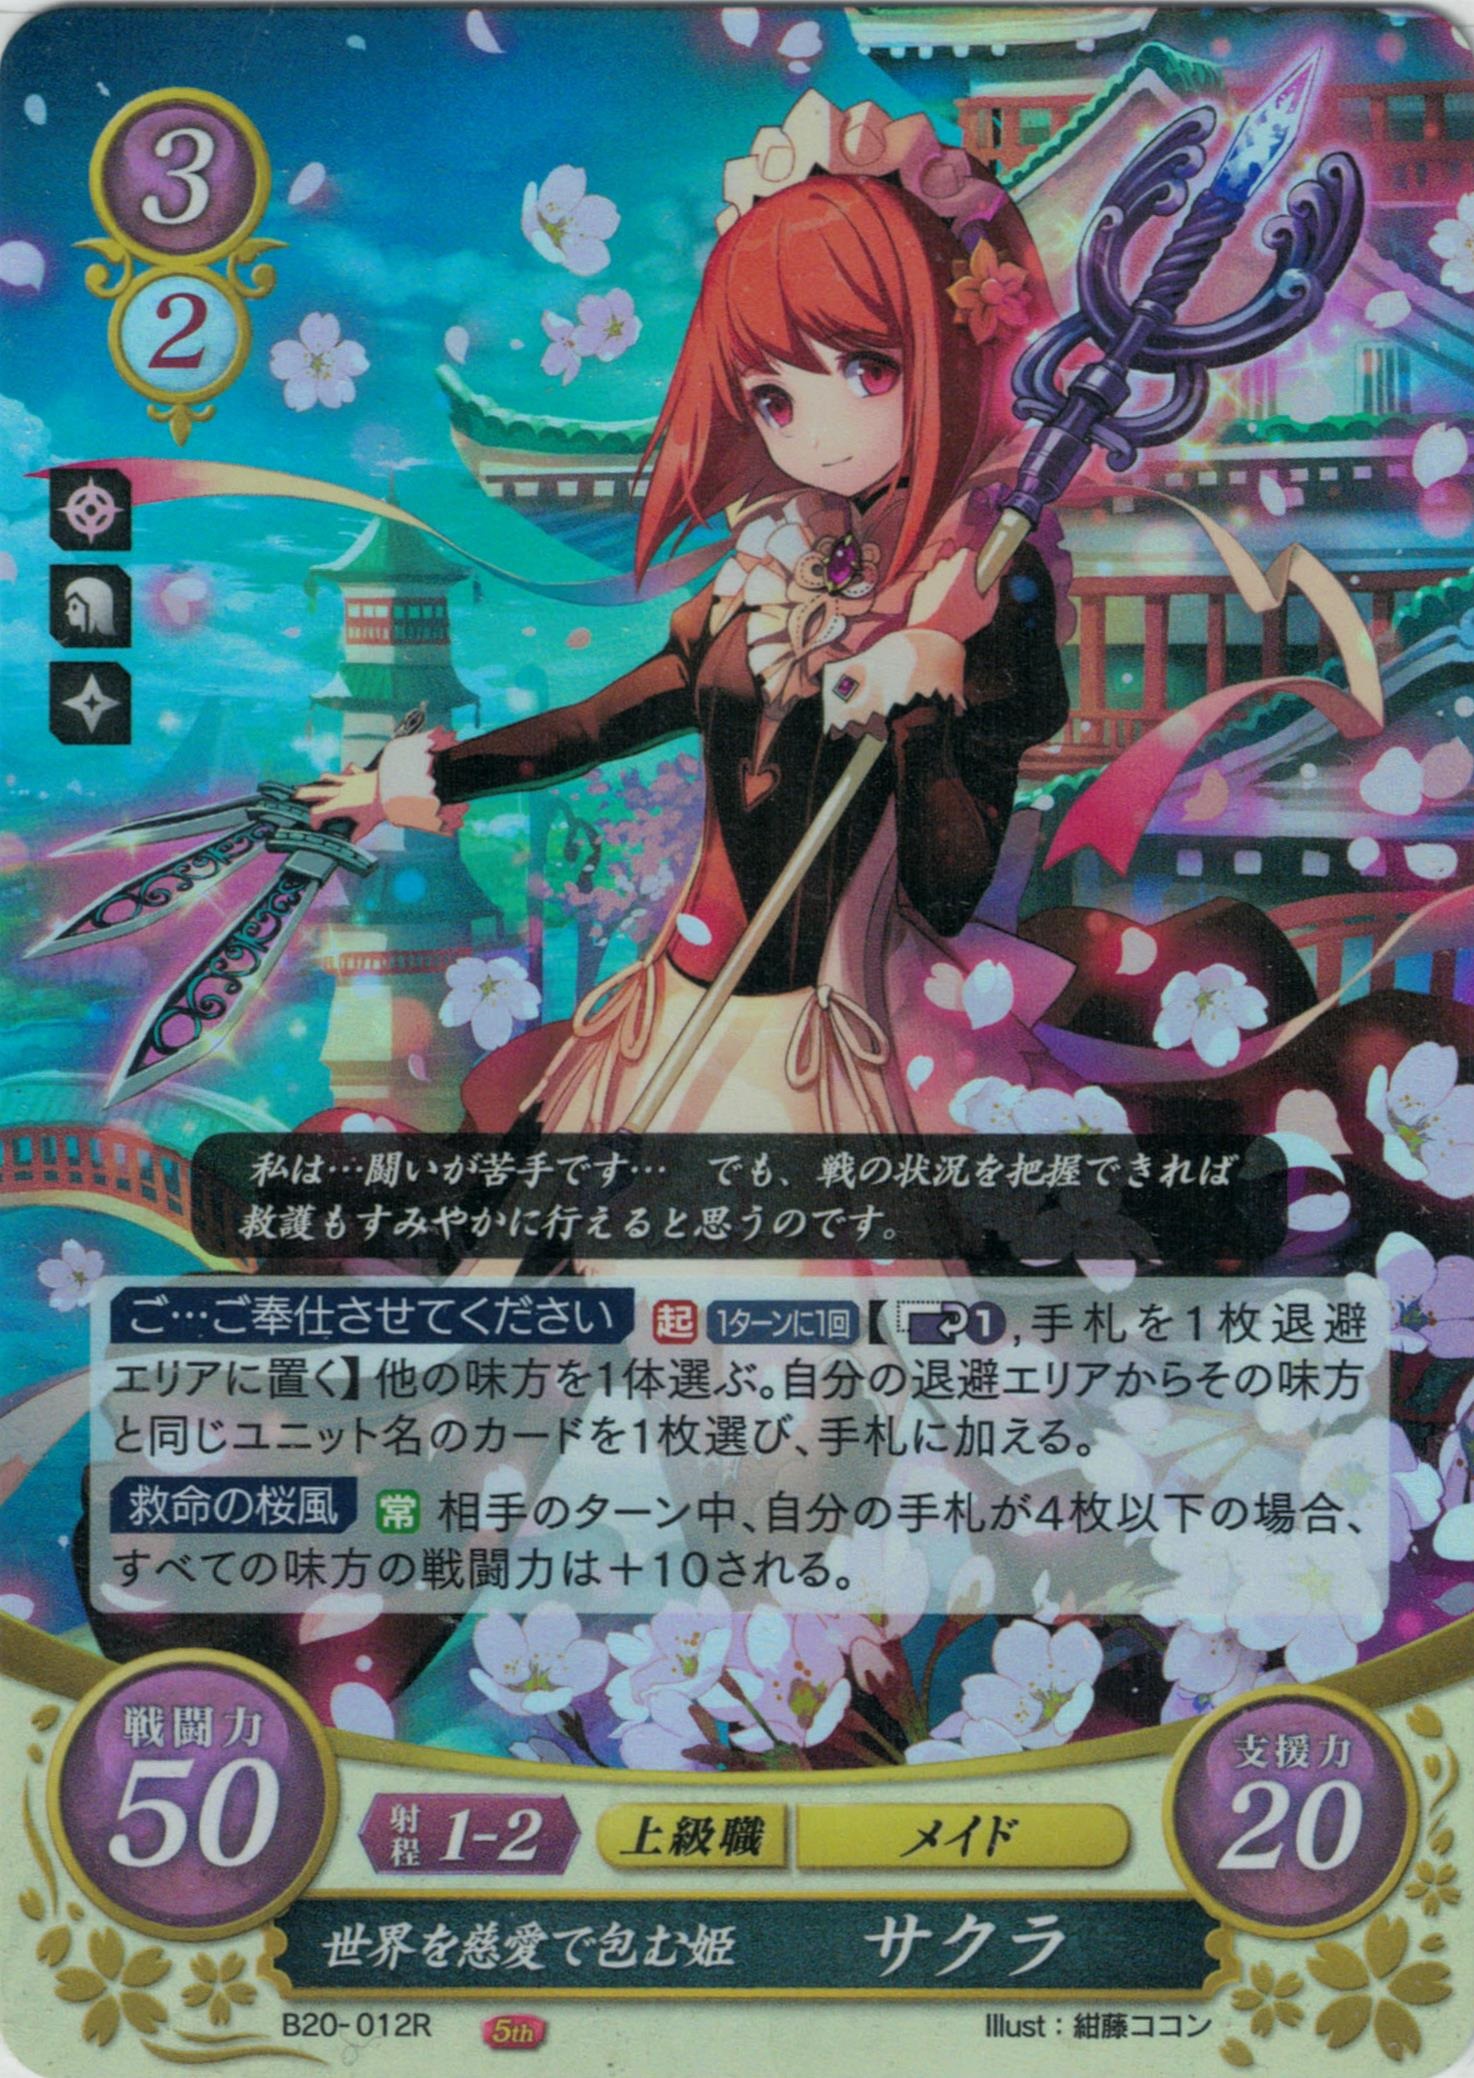 3
2
私は…闘いが苦手です… でも、戦の状況を把握できれば
救護もすみやかに行えると思うのです。
ご…ご奉仕させてください 起 1ターンに1回 【1,手札を1枚退避
エリアに置く】他の味方を1体選ぶ。自分の退避エリアからその味方
と同じユニット名のカードを1枚選び、手札に加える。
救命の桜風 常 相手のターン中、自分の手札が4枚以下の場合、
すべての味方の戦闘力は+10される。
戦闘力
50
射程 1-2
上級職
メイド
支援力
20
世界を慈愛で包む姫 サクラ
B20-012R
5th
Illust：紺藤ココン